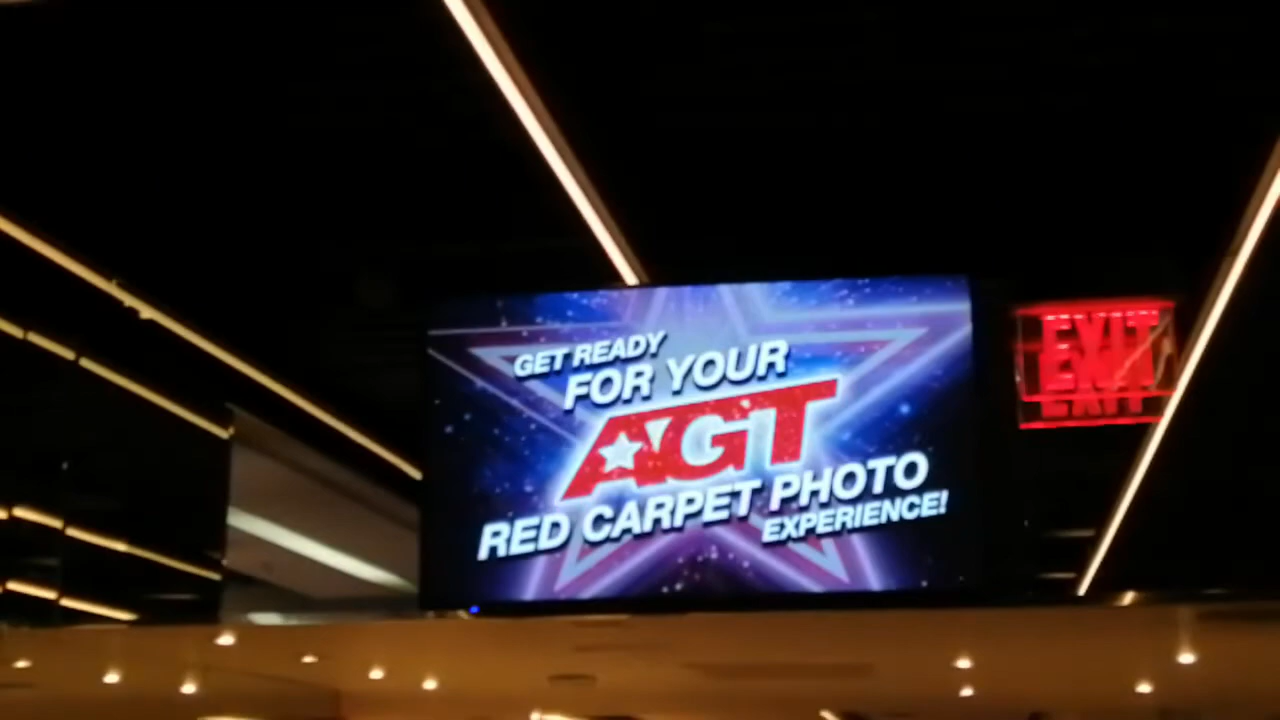 GET READY
FOR YOUR
AGT
RED CARPET PHOTO
EXPERIENCE!
EXIT